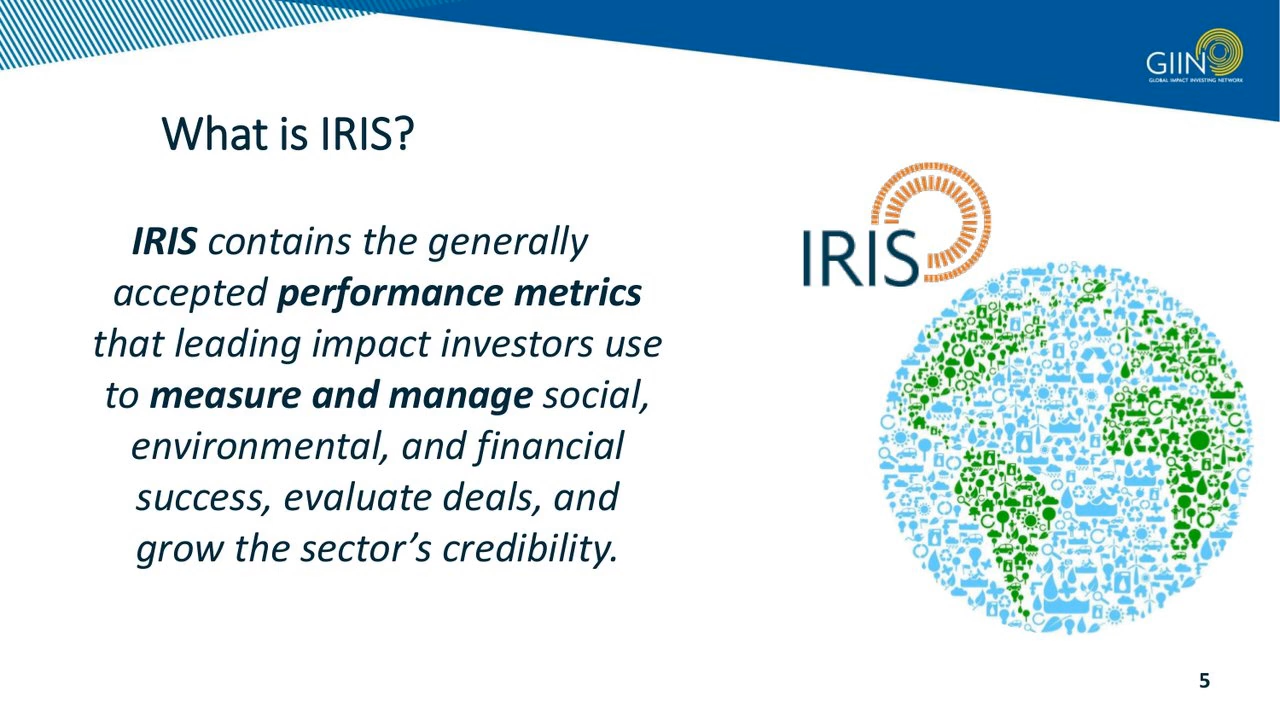 GIIN
GLOBAL IMPACT INVESTING NETWORK
What is IRIS?
IRIS contains the generally
accepted performance metrics
that leading impact investors use
to measure and manage social,
environmental, and financial
success, evaluate deals, and
grow the sector’s credibility.
IRIS
5